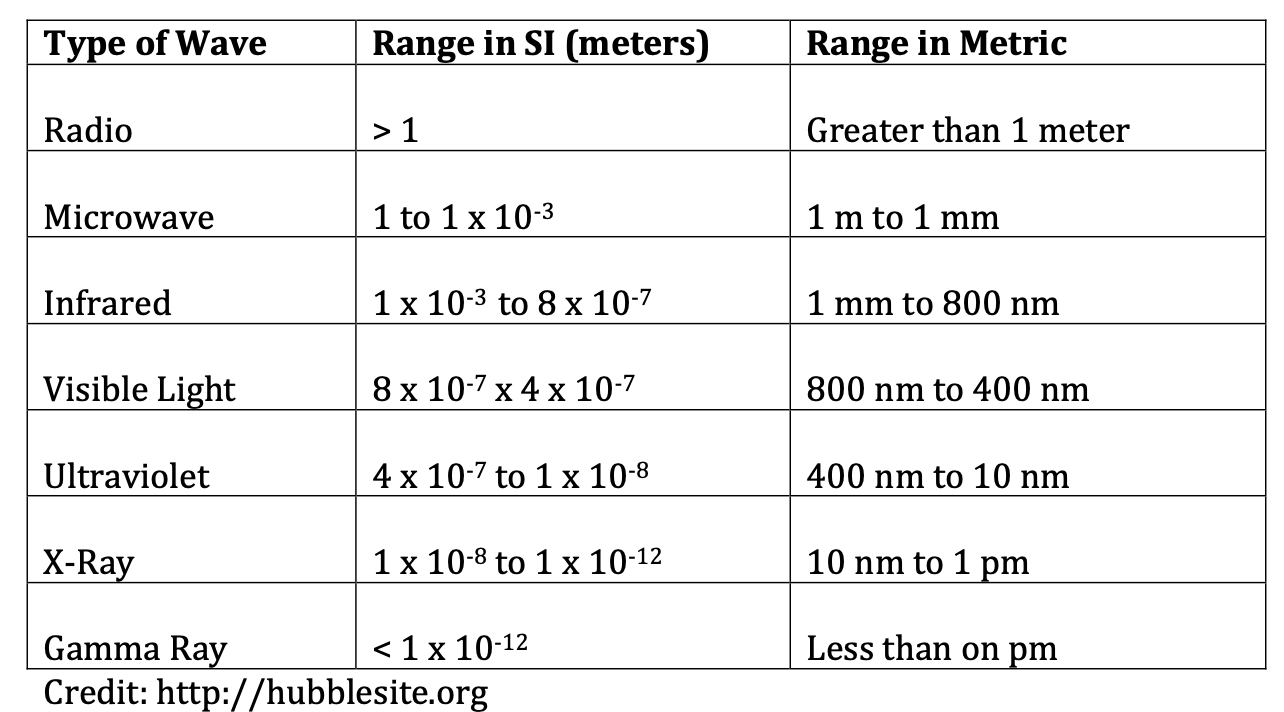 Type of Wave Range in SI (meters) Range in Metric
Radio > 1 Greater than 1 meter
Microwave 1 to 1 x 10⁻³ 1 m to 1 mm
Infrared 1 x 10⁻³ to 8 x 10⁻⁷ 1 mm to 800 nm
Visible Light 8 x 10⁻⁷ x 4 x 10⁻⁷ 800 nm to 400 nm
Ultraviolet 4 x 10⁻⁷ to 1 x 10⁻⁸ 400 nm to 10 nm
X-Ray 1 x 10⁻⁸ to 1 x 10⁻¹² 10 nm to 1 pm
Gamma Ray < 1 x 10⁻¹² Less than on pm
Credit: http://hubblesite.org